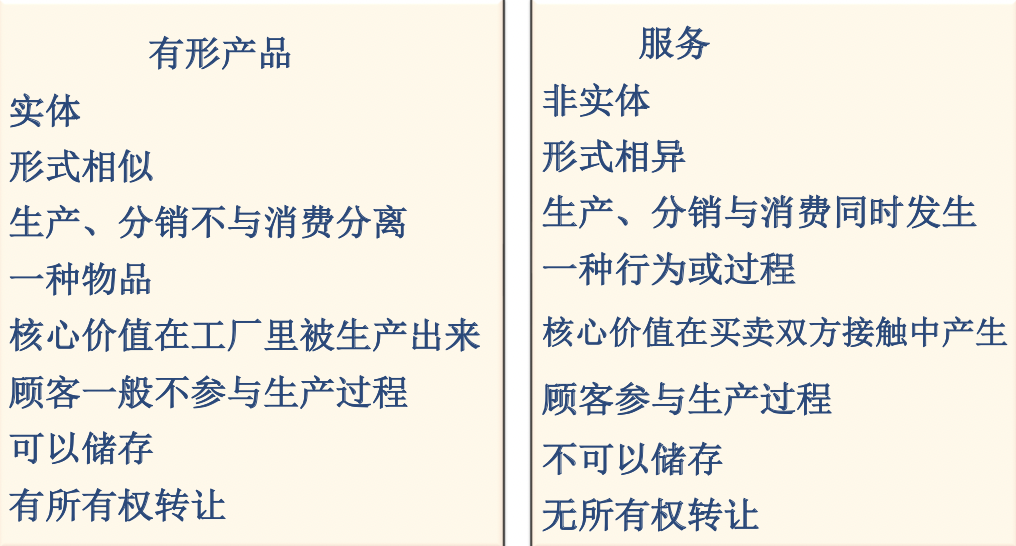 有形产品
实体
形式相似
生产、分销不与消费分离
一种物品
核心价值在工厂里被生产出来
顾客一般不参与生产过程
可以储存
有所有权转让
服务
非实体
形式相异
生产、分销与消费同时发生
一种行为或过程
核心价值在买卖双方接触中产生
顾客参与生产过程
不可以储存
无所有权转让